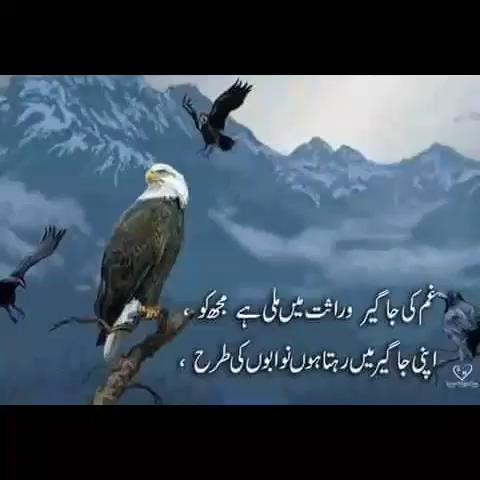 غم کی جاگیر وراثت میں ملی ہے مجھ کو ،
اپنی جاگیر میں رہتا ہوں نوابوں کی طرح ،